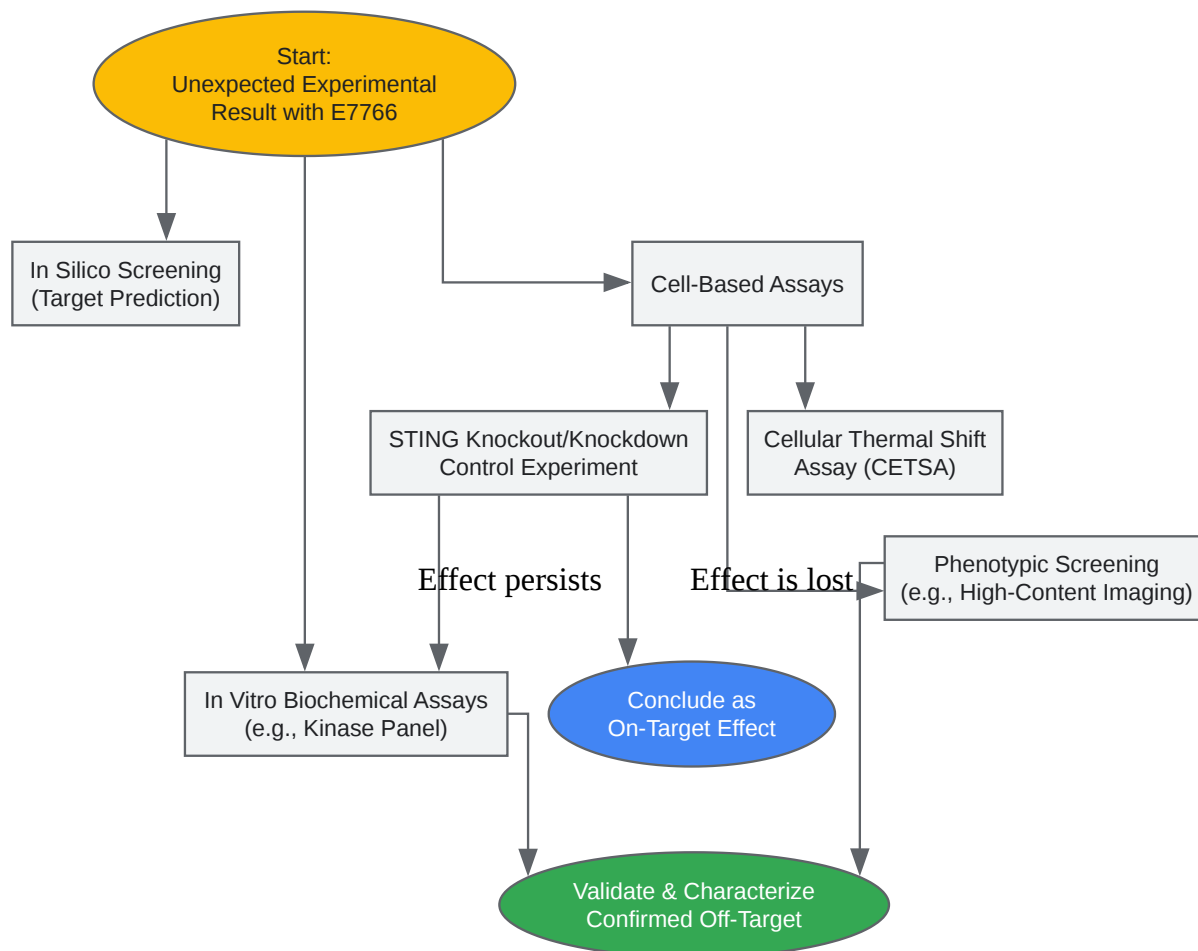 Start:
Unexpected Experimental
Result with E7766
In Silico Screening
(Target Prediction)
Cell-Based Assays
STING Knockout/Knockdown
Control Experiment
Cellular Thermal Shift
Assay (CETSA)
Effect persists
Effect is lost
Phenotypic Screening
(e.g., High-Content Imaging)
In Vitro Biochemical Assays
(e.g., Kinase Panel)
Conclude as
On-Target Effect
Validate & Characterize
Confirmed Off-Target